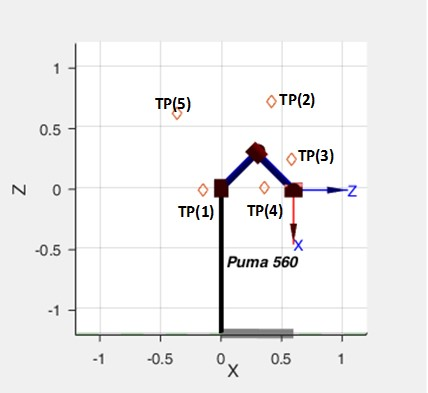 1
TP(5)
TP(2)
0.5
TP(3)
Z
0
Z
TP(1)
TP(4)
-0.5
X
Puma 560
-1
-1
-0.5
0
0.5
1
X